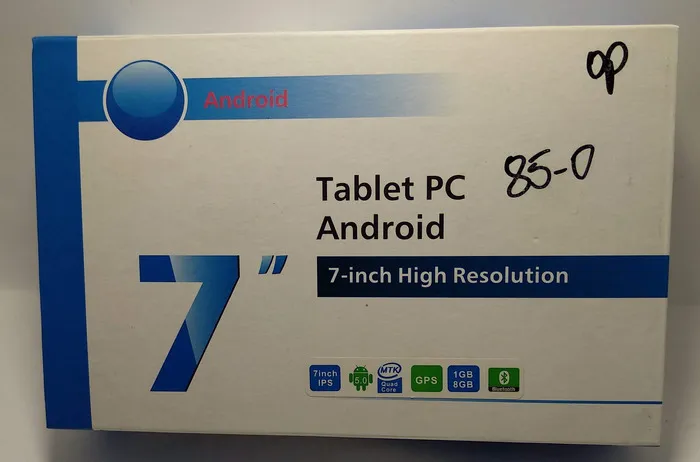 op
Android
Tablet PC
85-0
Android
7"
7-inch High Resolution
7inch
IPS
5.0
MTK
Quad
Core
GPS
1GB
8GB
Bluetooth